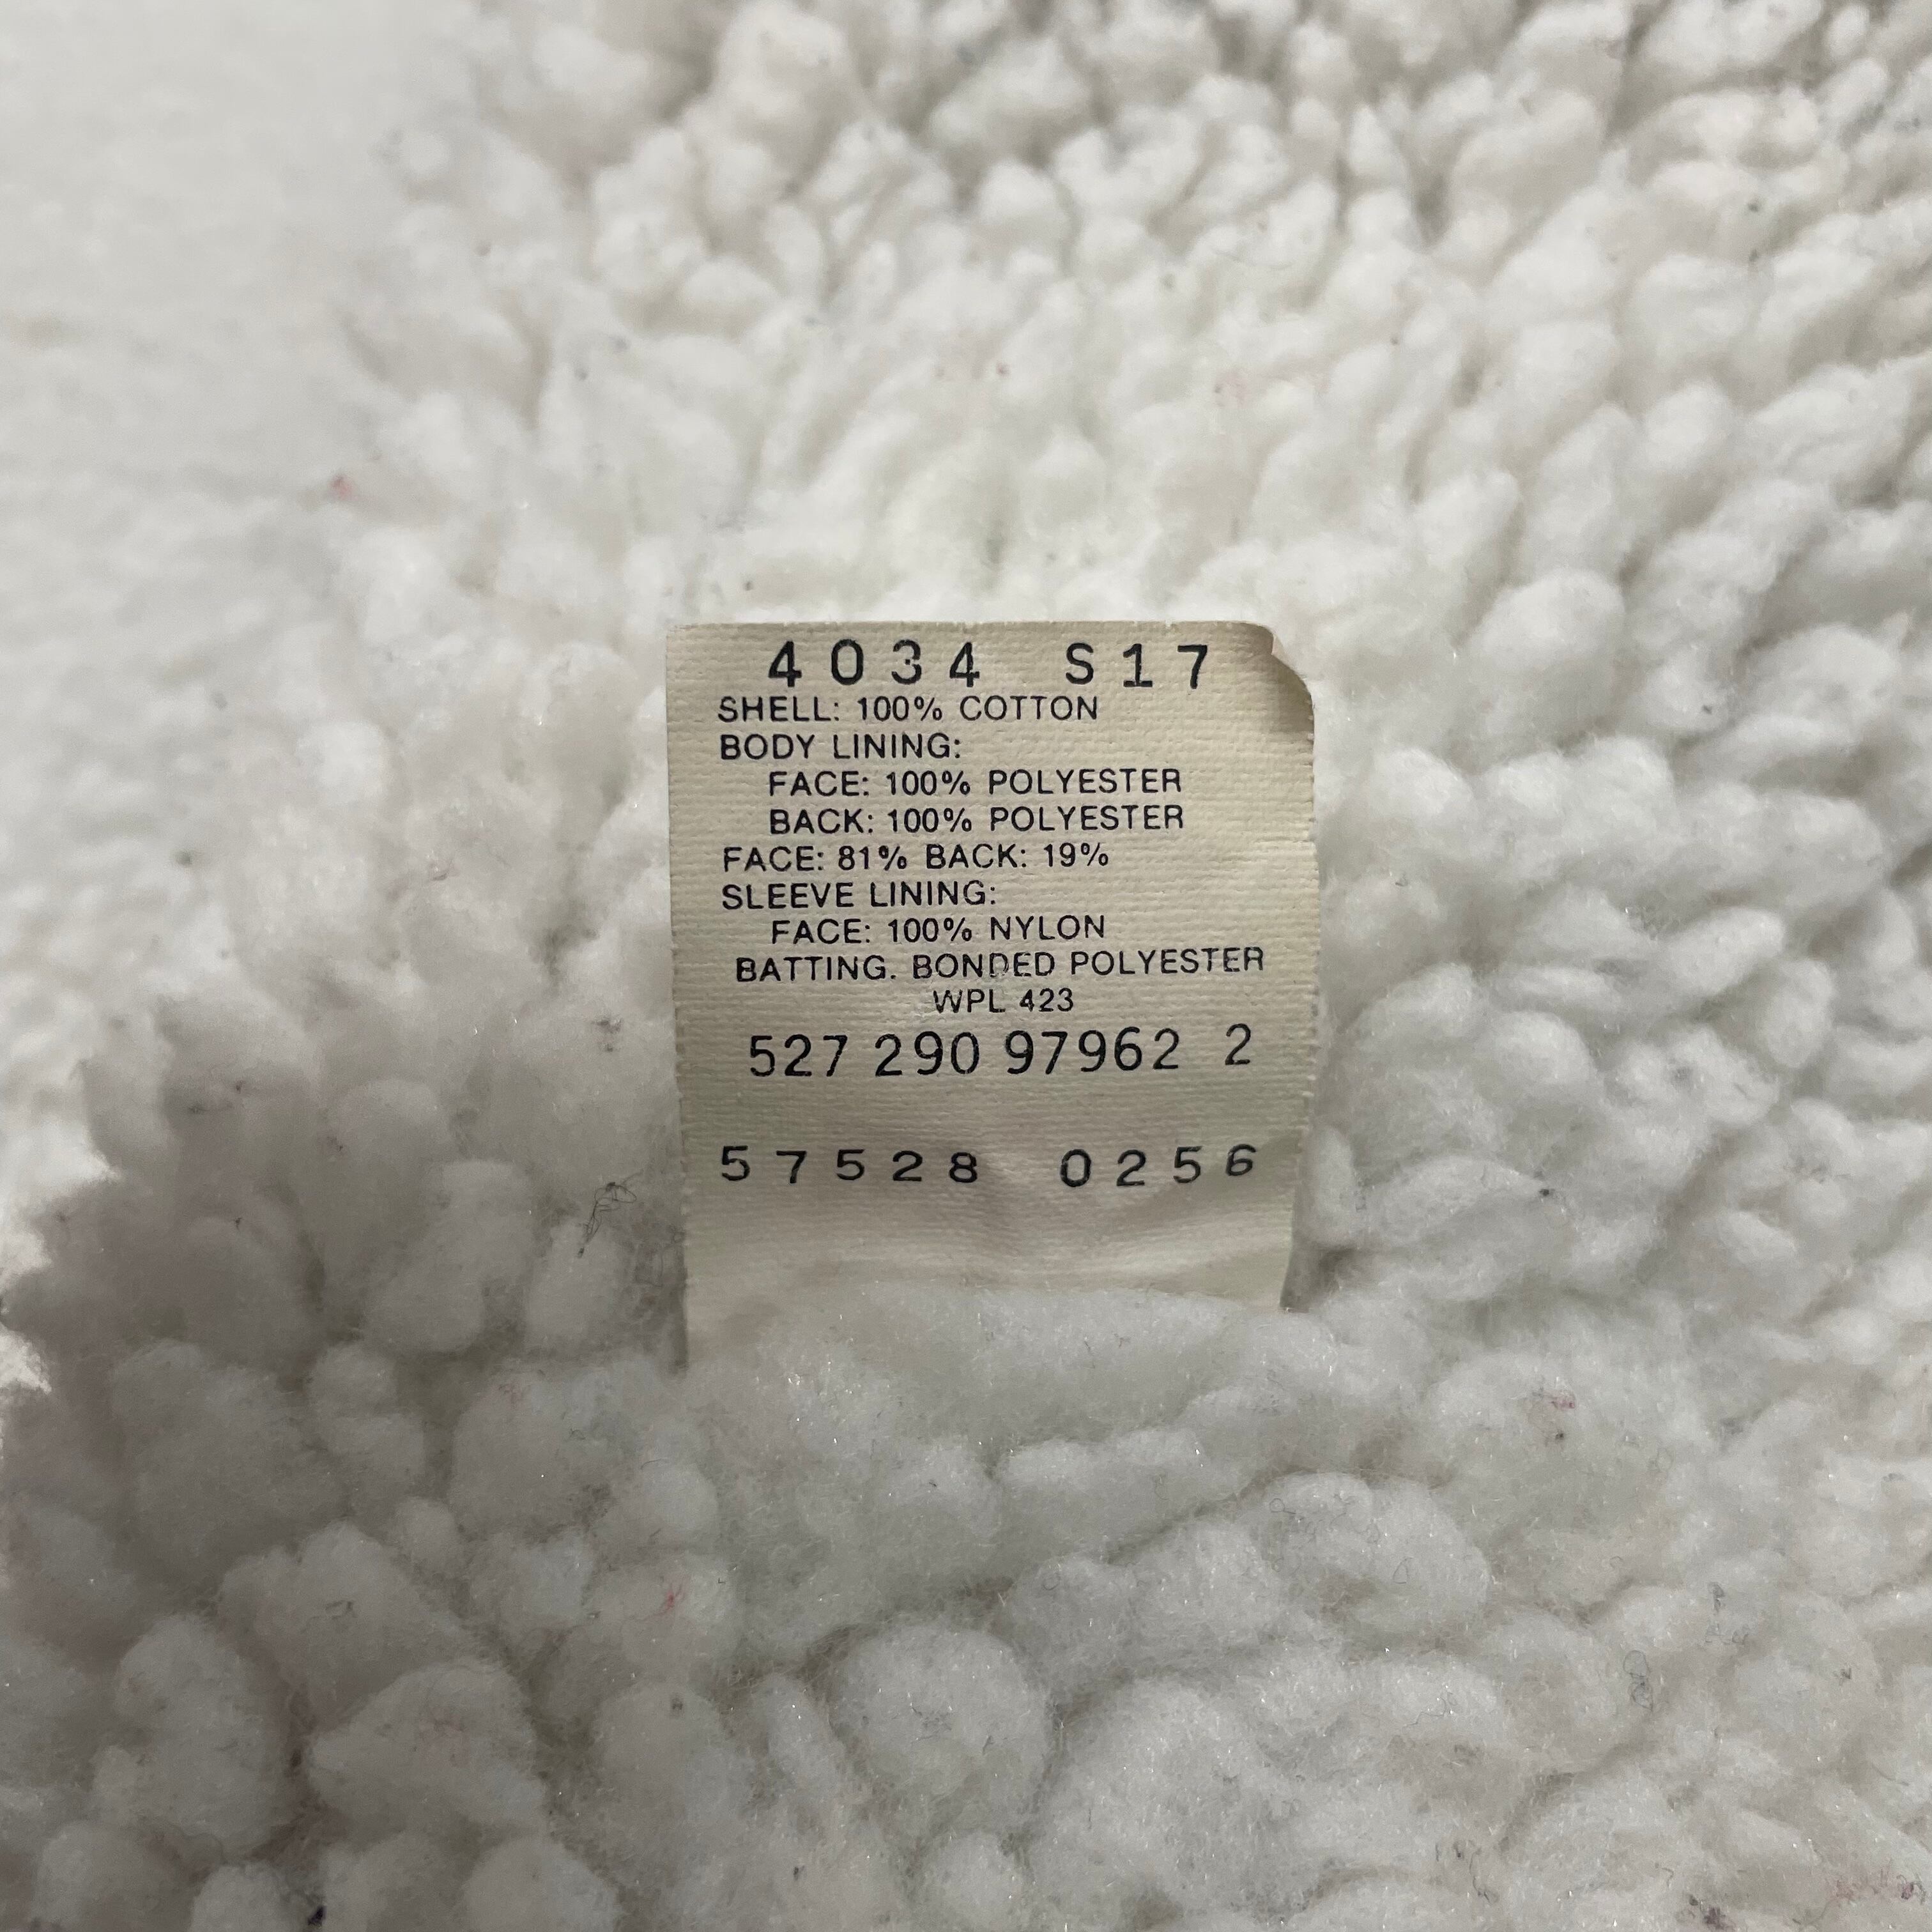 4034 S17
SHELL: 100% COTTON
BODY LINING:
FACE: 100% POLYESTER
BACK: 100% POLYESTER
FACE: 81% BACK: 19%
SLEEVE LINING:
FACE: 100% NYLON
BATTING. BONDED POLYESTER
WPL 423
527 290 97962 2
57528 0256